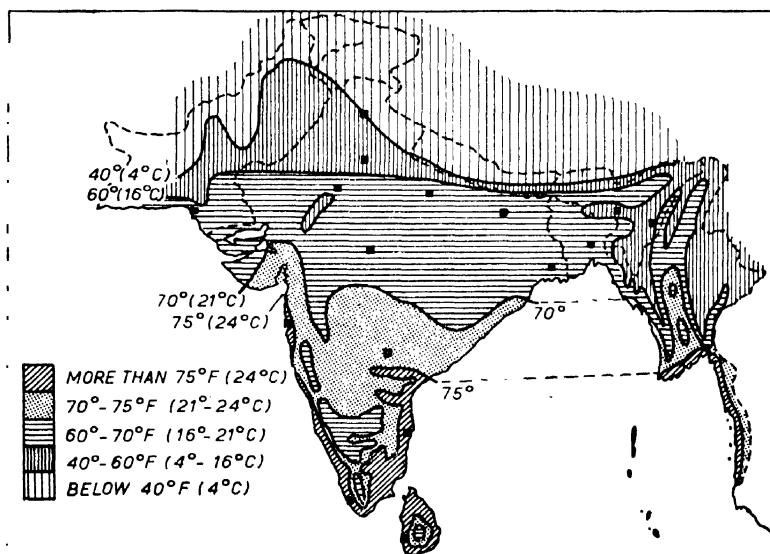 40°(4°C)
60°(16°C)
70°(21°C)
75°(24°C)
70°
75°
MORE THAN 75°F (24°C)
70°-75°F (21°-24°C)
60°-70°F (16°-21°C)
40°-60°F (4°-16°C)
BELOW 40°F (4°C)